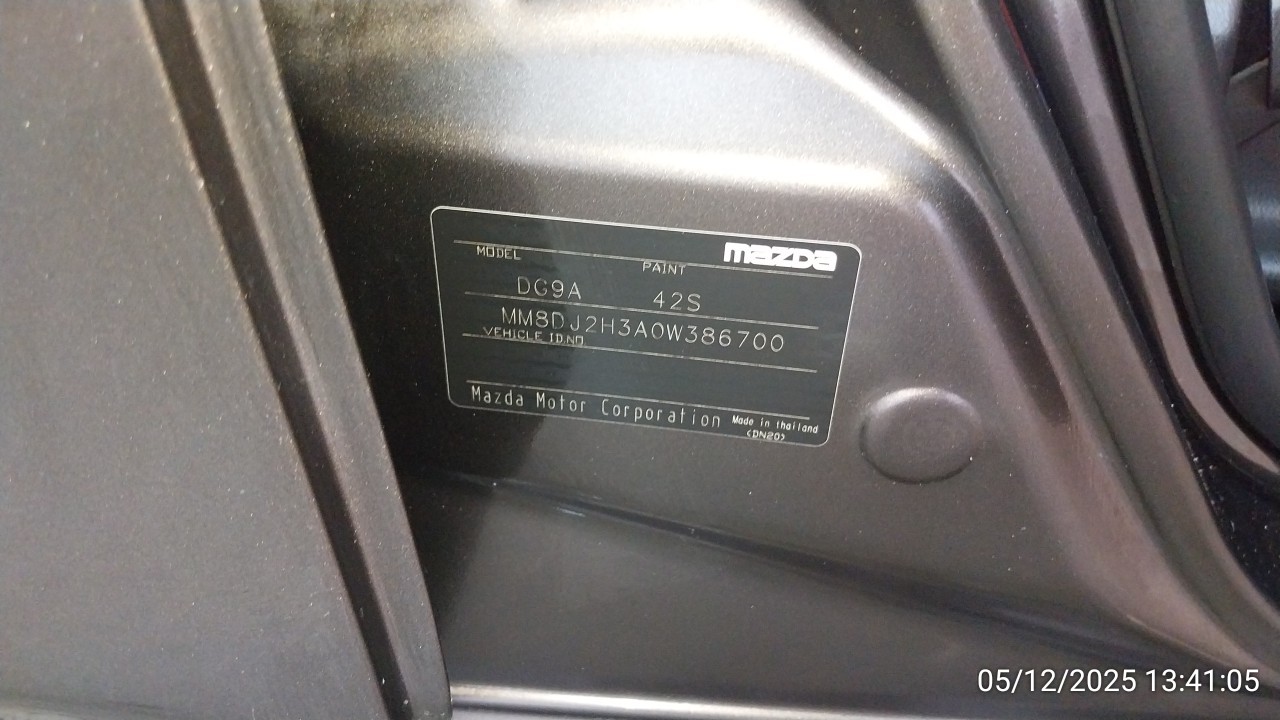 mazda
MODEL PAINT
DG9A 42S
MM8DJ2H3A0W386700
VEHICLE ID.NO
Mazda Motor Corporation Made in thailand
<DN20>
05/12/2025 13:41:05